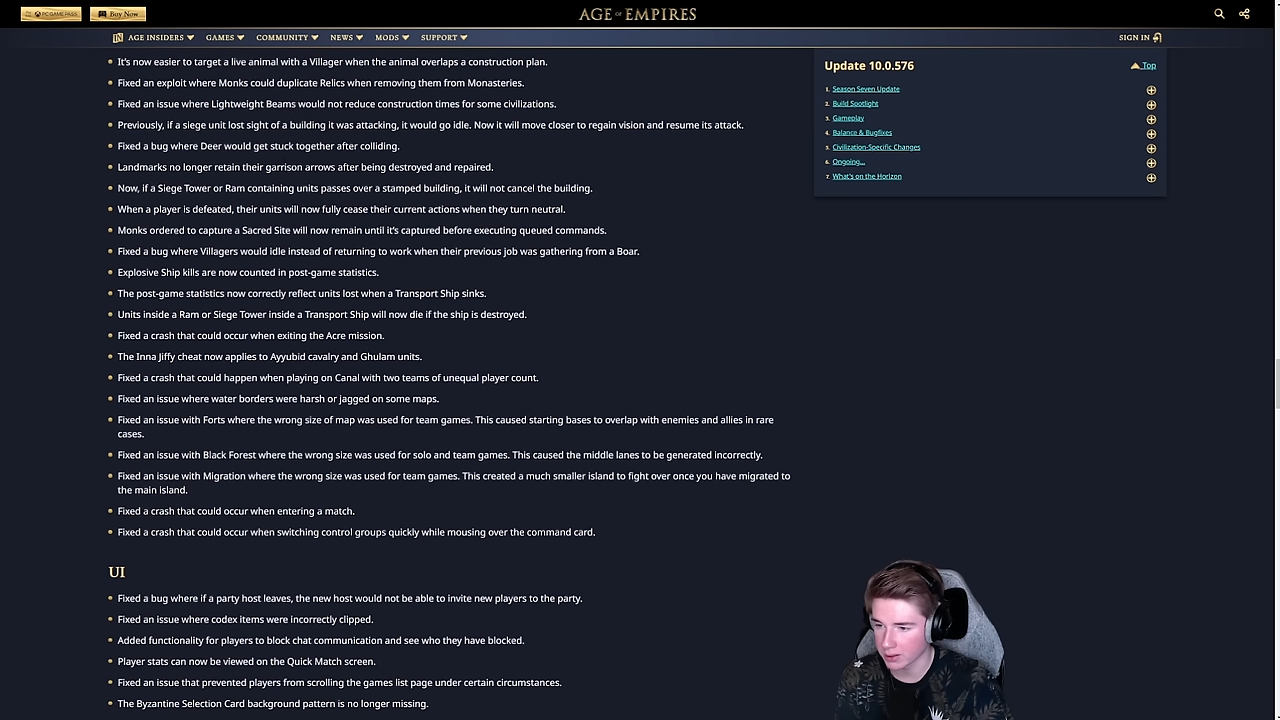 PC GAME PASS
Buy Now
AGE OF EMPIRES
AGE INSIDERS
GAMES
COMMUNITY
NEWS
MODS
SUPPORT
SIGN IN
It's now easier to target a live animal with a Villager when the animal overlaps a construction plan.
Fixed an exploit where Monks could duplicate Relics when removing them from Monasteries.
Fixed an issue where Lightweight Beams would not reduce construction times for some civilizations.
Previously, if a siege unit lost sight of a building it was attacking, it would go idle. Now it will move closer to regain vision and resume its attack.
Fixed a bug where Deer would get stuck together after colliding.
Landmarks no longer retain their garrison arrows after being destroyed and repaired.
Now, if a Siege Tower or Ram containing units passes over a stamped building, it will not cancel the building.
When a player is defeated, their units will now fully cease their current actions when they turn neutral.
Monks ordered to capture a Sacred Site will now remain until it's captured before executing queued commands.
Fixed a bug where Villagers would idle instead of returning to work when their previous job was gathering from a Boar.
Explosive Ship kills are now counted in post-game statistics.
The post-game statistics now correctly reflect units lost when a Transport Ship sinks.
Units inside a Ram or Siege Tower inside a Transport Ship will now die if the ship is destroyed.
Fixed a crash that could occur when exiting the Acre mission.
The Inna Jiffy cheat now applies to Ayyubid cavalry and Ghulam units.
Fixed a crash that could happen when playing on Canal with two teams of unequal player count.
Fixed an issue where water borders were harsh or jagged on some maps.
Fixed an issue with Forts where the wrong size of map was used for team games. This caused starting bases to overlap with enemies and allies in rare
cases.
Fixed an issue with Black Forest where the wrong size was used for solo and team games. This caused the middle lanes to be generated incorrectly.
Fixed an issue with Migration where the wrong size was used for team games. This created a much smaller island to fight over once you have migrated to
the main island.
Fixed a crash that could occur when entering a match.
Fixed a crash that could occur when switching control groups quickly while mousing over the command card.
UI
Fixed a bug where if a party host leaves, the new host would not be able to invite new players to the party.
Fixed an issue where codex items were incorrectly clipped.
Added functionality for players to block chat communication and see who they have blocked.
Player stats can now be viewed on the Quick Match screen.
Fixed an issue that prevented players from scrolling the games list page under certain circumstances.
The Byzantine Selection Card background pattern is no longer missing.
Update 10.0.576
Top
1. Season Seven Update
2. Build Spotlight
3. Gameplay
4. Balance & Bugfixes
5. Civilization-Specific Changes
6. Ongoing...
7. What's on the Horizon